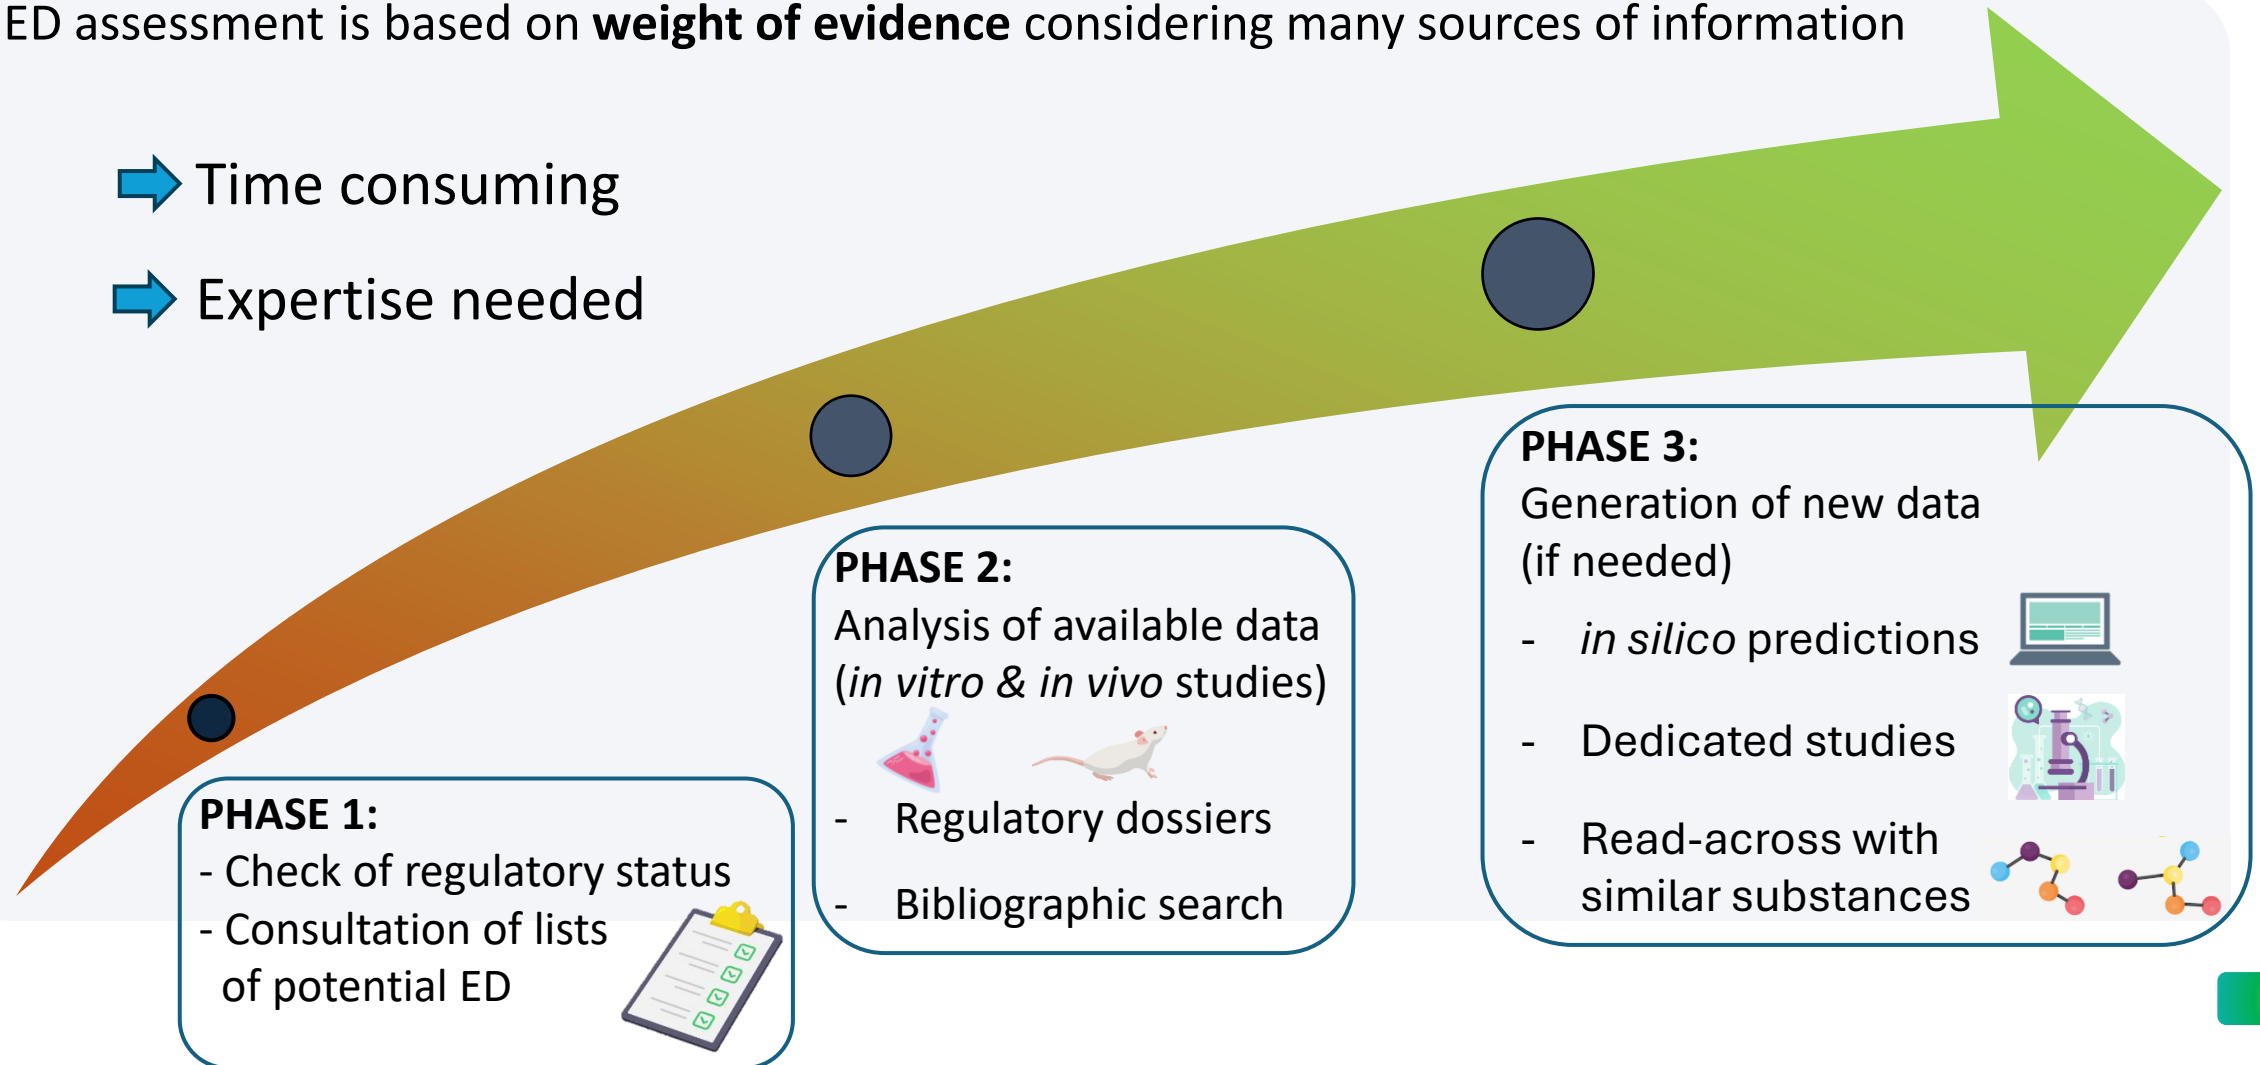 ED assessment is based on weight of evidence considering many sources of information
Time consuming
Expertise needed
PHASE 1:
- Check of regulatory status
- Consultation of lists
of potential ED
PHASE 2:
Analysis of available data
(in vitro & in vivo studies)
- Regulatory dossiers
- Bibliographic search
PHASE 3:
Generation of new data
(if needed)
- in silico predictions
- Dedicated studies
- Read-across with
similar substances